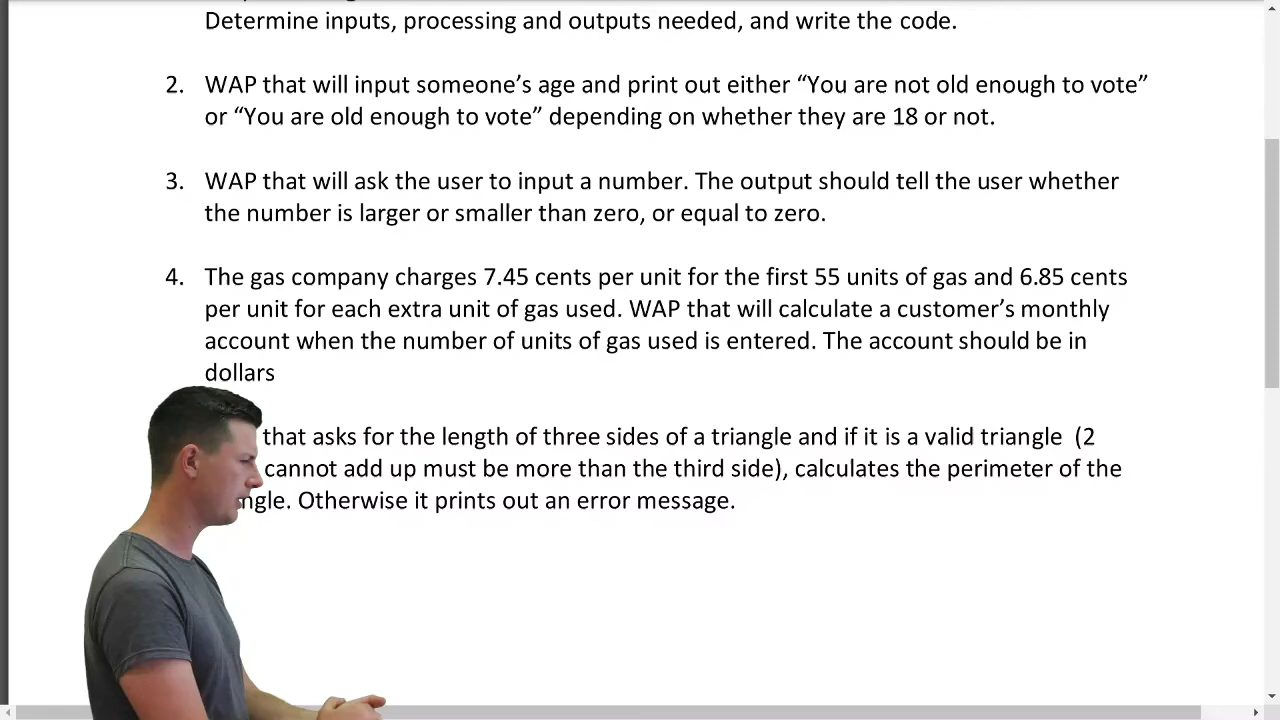 Determine inputs, processing and outputs needed, and write the code.
2. WAP that will input someone’s age and print out either “You are not old enough to vote”
or “You are old enough to vote” depending on whether they are 18 or not.
3. WAP that will ask the user to input a number. The output should tell the user whether
the number is larger or smaller than zero, or equal to zero.
4. The gas company charges 7.45 cents per unit for the first 55 units of gas and 6.85 cents
per unit for each extra unit of gas used. WAP that will calculate a customer’s monthly
account when the number of units of gas used is entered. The account should be in
dollars
that asks for the length of three sides of a triangle and if it is a valid triangle (2
cannot add up must be more than the third side), calculates the perimeter of the
ngle. Otherwise it prints out an error message.